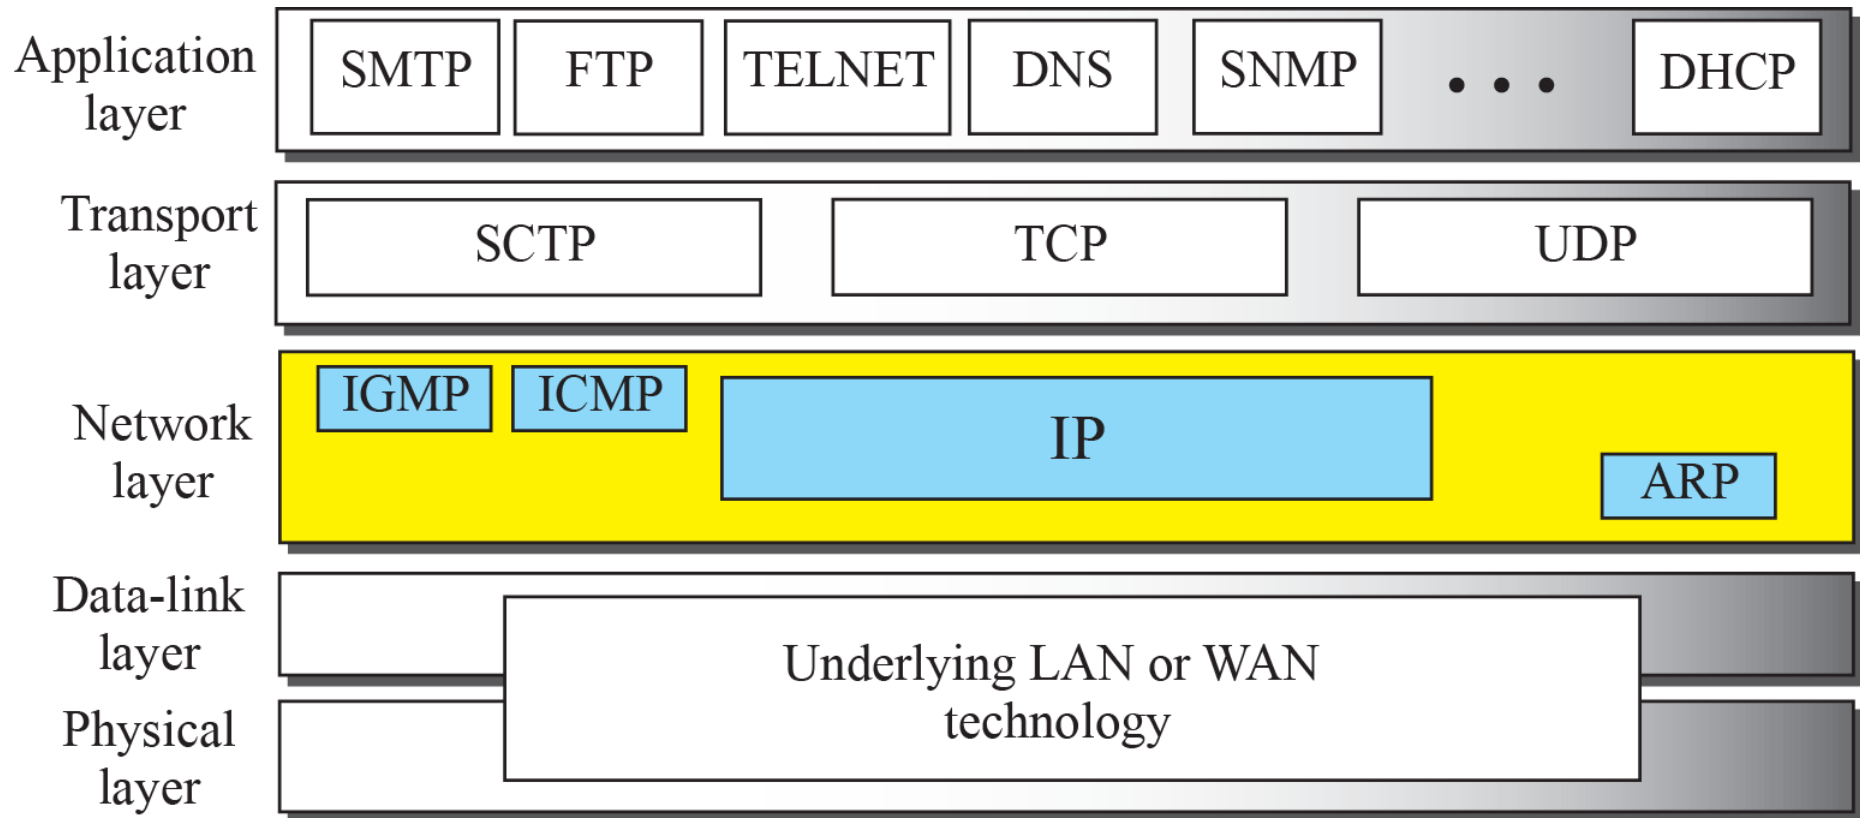 Application
layer
SMTP
FTP
TELNET
DNS
SNMP
• • •
DHCP
Transport
layer
SCTP
TCP
UDP
Network
layer
IGMP
ICMP
IP
ARP
Data-link
layer
Physical
layer
Underlying LAN or WAN
technology